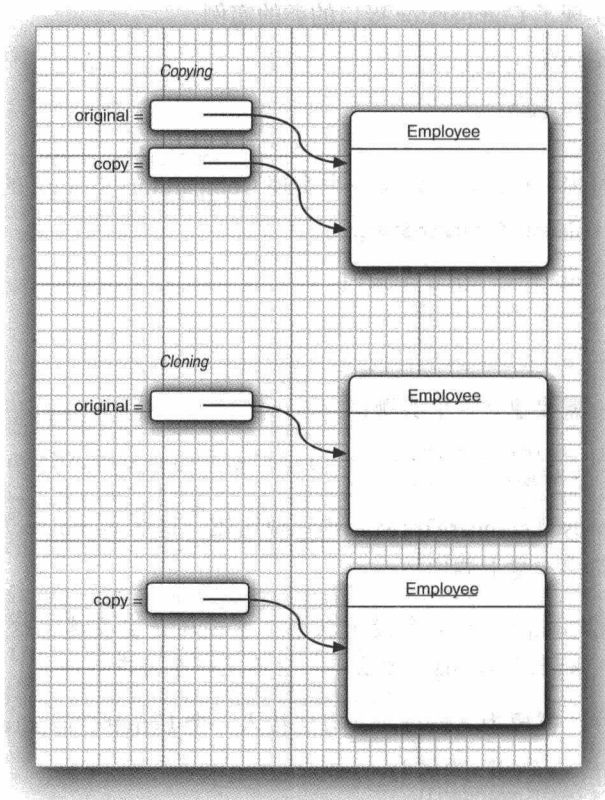 Copying
original =
Employee
copy =
Cloning
original =
Employee
copy =
Employee